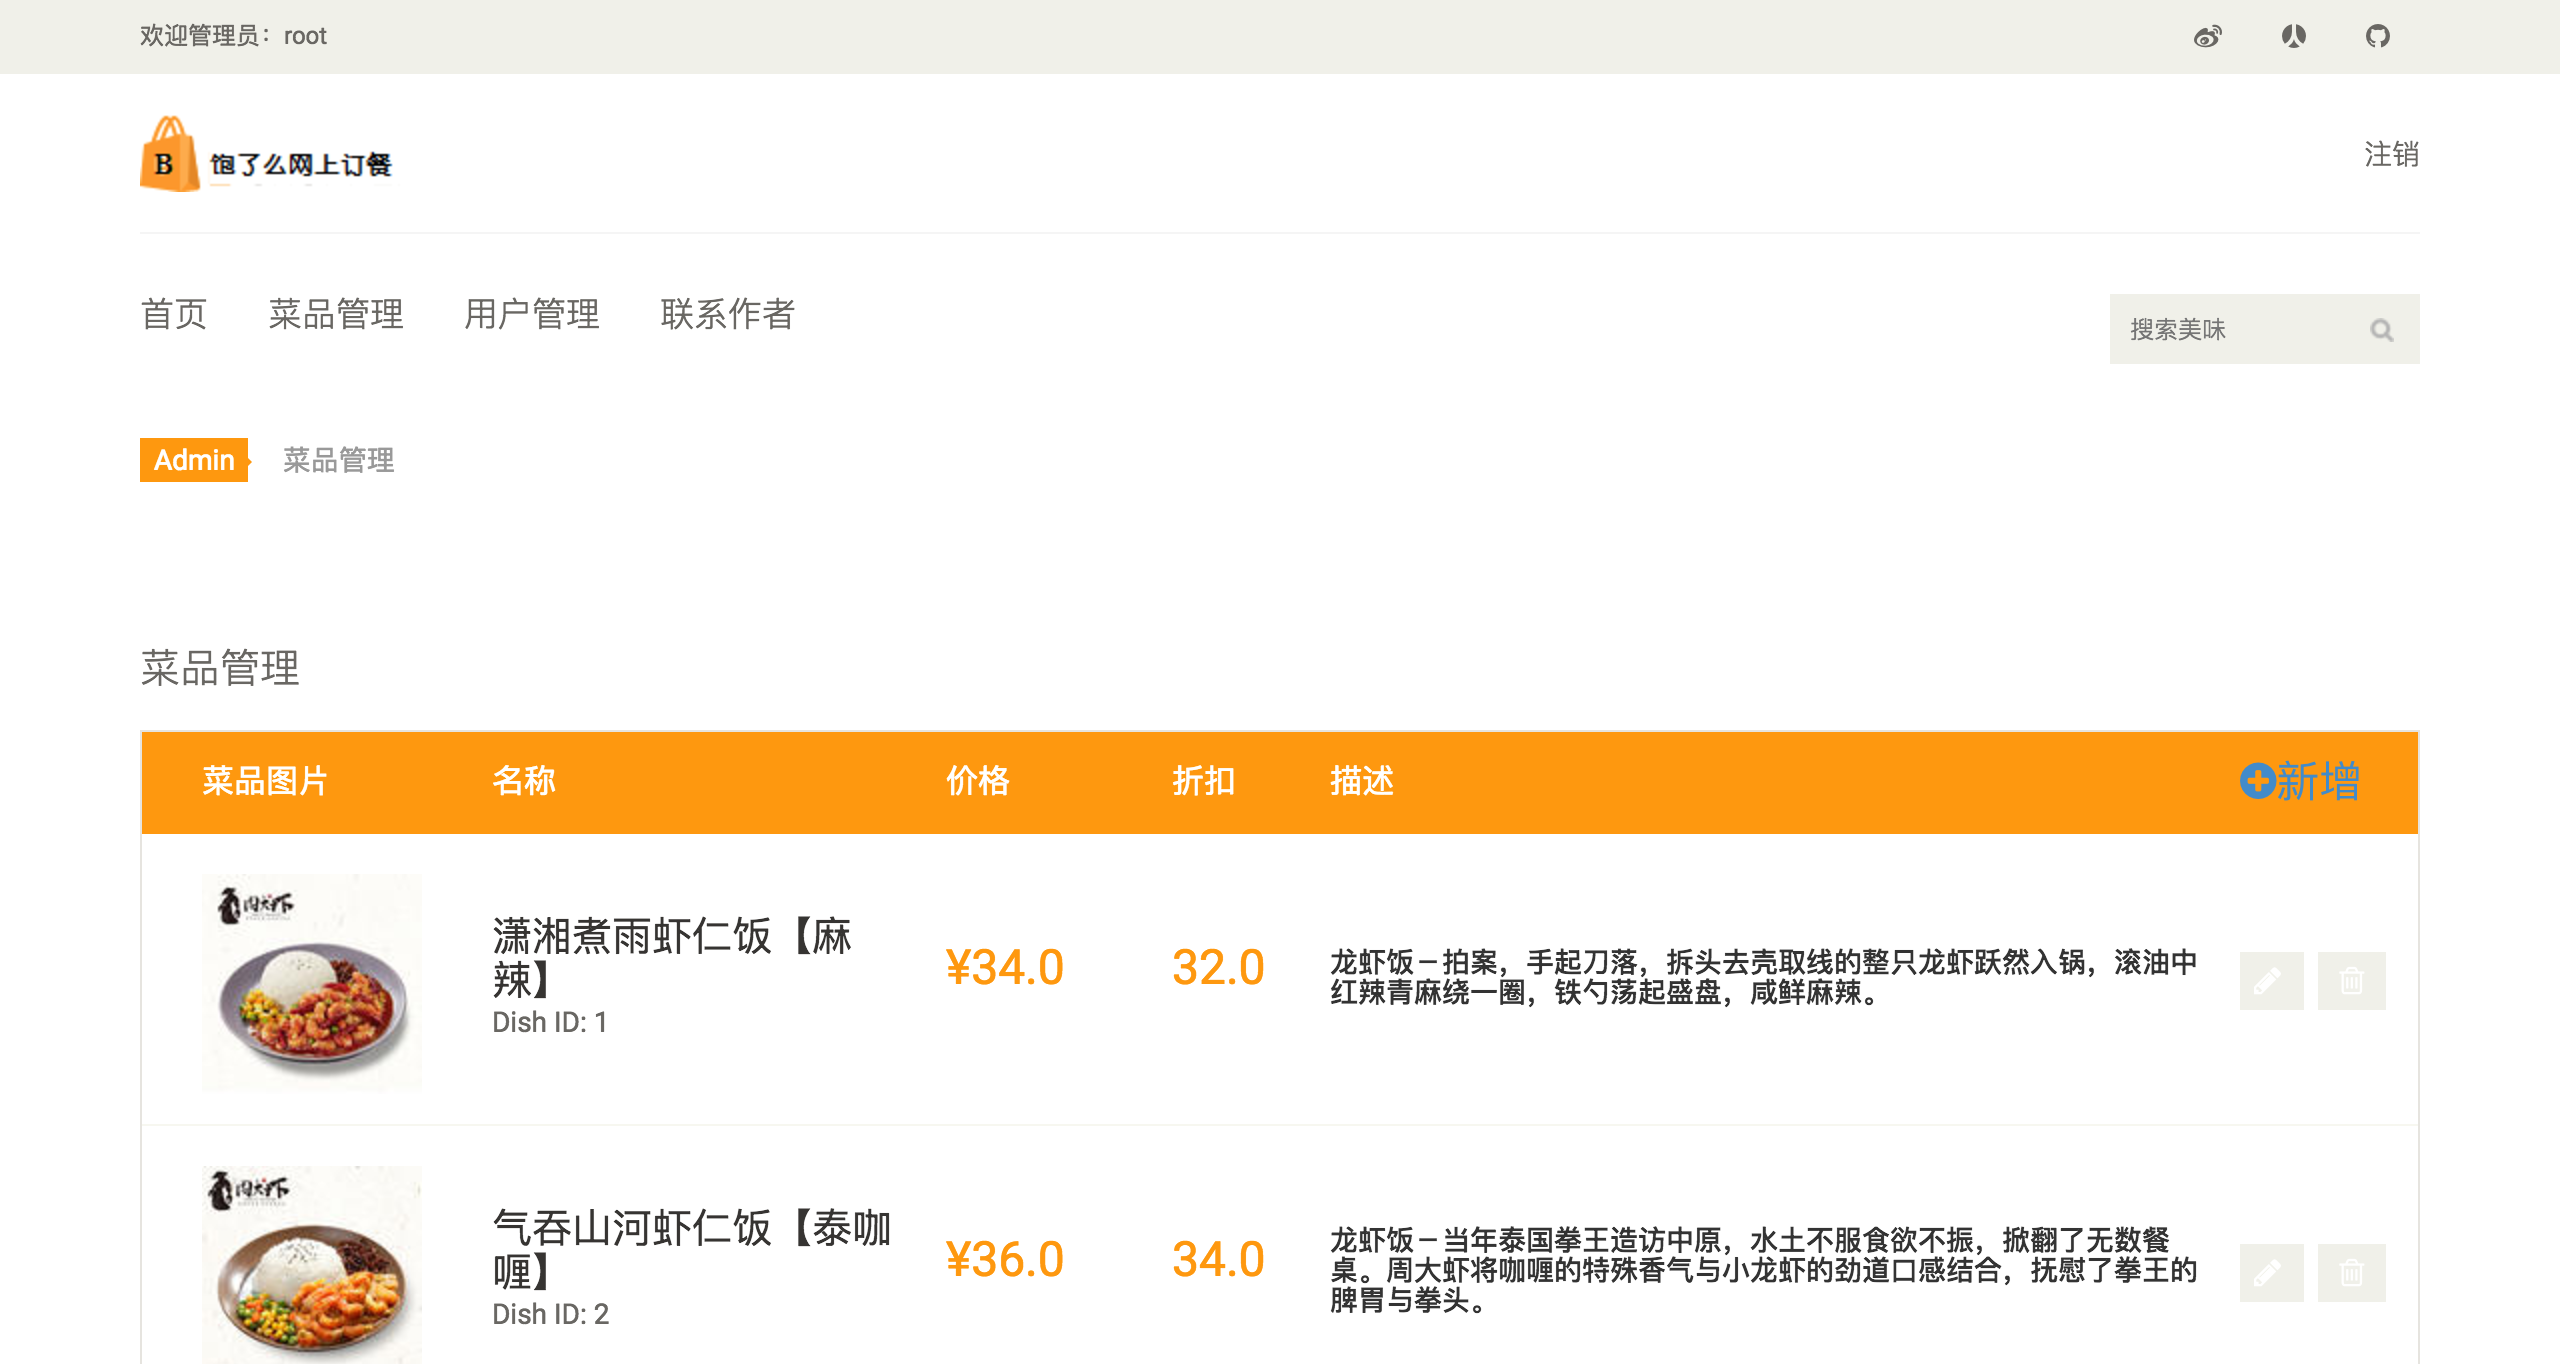 欢迎管理员：root
B 饱了么网上订餐
注销
首页 菜品管理 用户管理 联系作者
搜索美味
Admin 菜品管理
菜品管理
菜品图片 名称 价格 折扣 描述 新增
潇湘煮雨虾仁饭【麻
辣】
Dish ID: 1
¥34.0
32.0
龙虾饭－拍案，手起刀落，拆头去壳取线的整只龙虾跃然入锅，滚油中
红辣青麻绕一圈，铁勺荡起盛盘，咸鲜麻辣。
气吞山河虾仁饭【泰咖
喱】
Dish ID: 2
¥36.0
34.0
龙虾饭－当年泰国拳王造访中原，水土不服食欲不振，掀翻了无数餐
桌。周大虾将咖喱的特殊香气与小龙虾的劲道口感结合，抚慰了拳王的
脾胃与拳头。